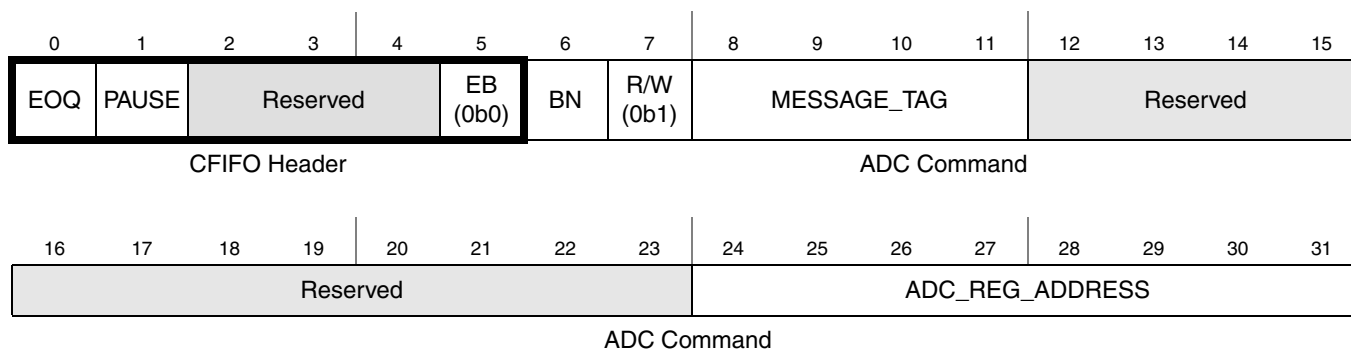 0 1 2 3 4 5 6 7 8 9 10 11 12 13 14 15
EOQ PAUSE Reserved EB (0b0) BN R/W (0b1) MESSAGE_TAG Reserved
CFIFO Header ADC Command
16 17 18 19 20 21 22 23 24 25 26 27 28 29 30 31
Reserved ADC_REG_ADDRESS
ADC Command